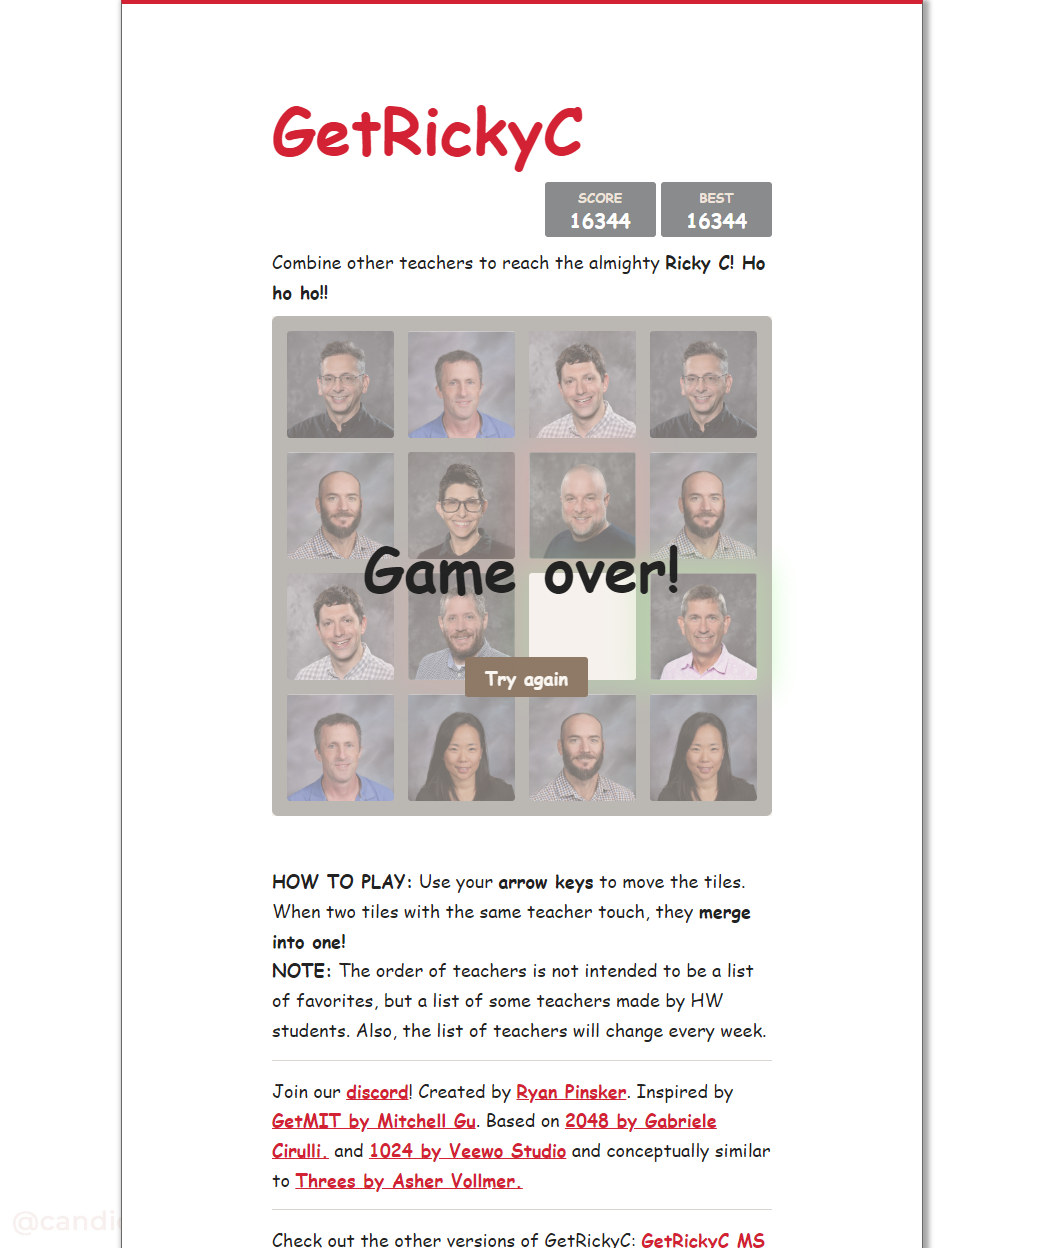 GetRickyC
SCORE BEST
16344 16344
Combine other teachers to reach the almighty Ricky C! Ho
ho ho!!
Game over!
Try again
HOW TO PLAY: Use your arrow keys to move the tiles.
When two tiles with the same teacher touch, they merge
into one!
NOTE: The order of teachers is not intended to be a list
of favorites, but a list of some teachers made by HW
students. Also, the list of teachers will change every week.
Join our discord! Created by Ryan Pinsker. Inspired by
GetMIT by Mitchell Gu. Based on 2048 by Gabriele
Cirulli. and 1024 by Veewo Studio and conceptually similar
to Threes by Asher Vollmer.
Check out the other versions of GetRickyC: GetRickyC MS